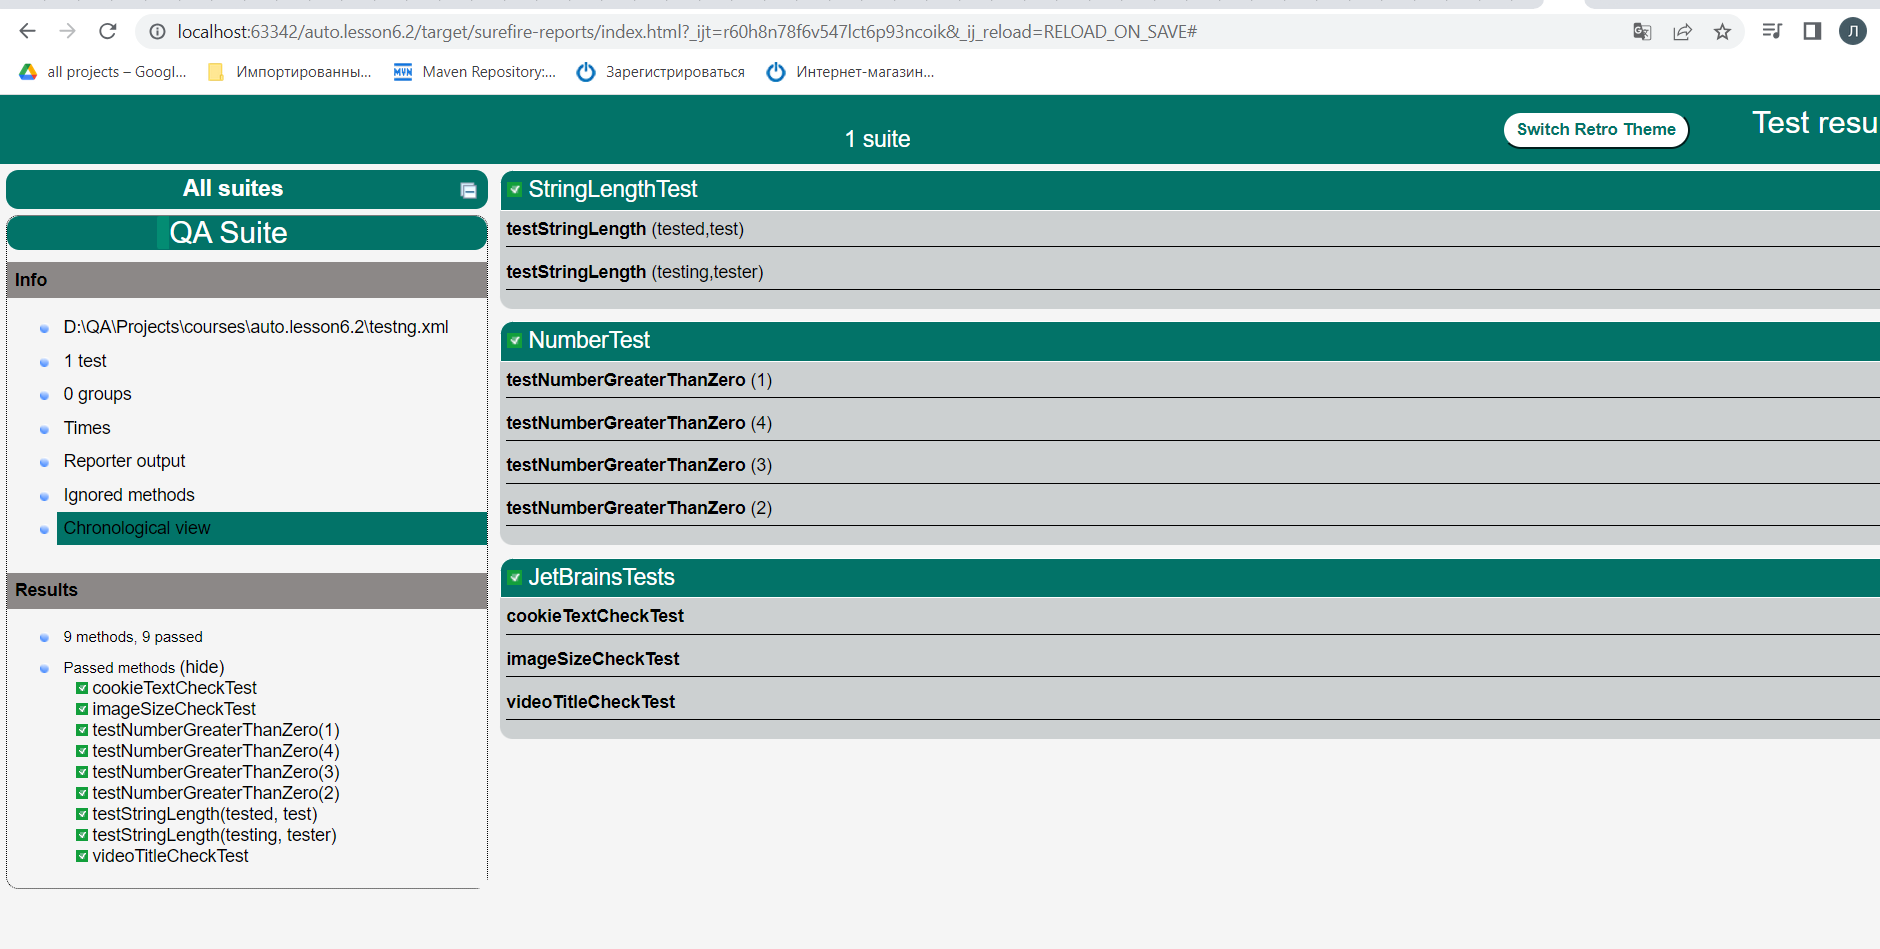 localhost:63342/auto.lesson6.2/target/surefire-reports/index.html?_ijt=r60h8n78f6v547lct6p93ncoik&_ij_reload=RELOAD_ON_SAVE#
Л
all projects – Googl...
Импортированны...
MVN
Maven Repository:...
Зарегистрироваться
Интернет-магазин...
1 suite
Switch Retro Theme
Test resu
All suites
QA Suite
Info
D:\QA\Projects\courses\auto.lesson6.2\testng.xml
1 test
0 groups
Times
Reporter output
Ignored methods
Chronological view
Results
9 methods, 9 passed
Passed methods (hide)
cookieTextCheckTest
imageSizeCheckTest
testNumberGreaterThanZero(1)
testNumberGreaterThanZero(4)
testNumberGreaterThanZero(3)
testNumberGreaterThanZero(2)
testStringLength(tested, test)
testStringLength(testing, tester)
videoTitleCheckTest
StringLengthTest
testStringLength (tested,test)
testStringLength (testing,tester)
NumberTest
testNumberGreaterThanZero (1)
testNumberGreaterThanZero (4)
testNumberGreaterThanZero (3)
testNumberGreaterThanZero (2)
JetBrainsTests
cookieTextCheckTest
imageSizeCheckTest
videoTitleCheckTest